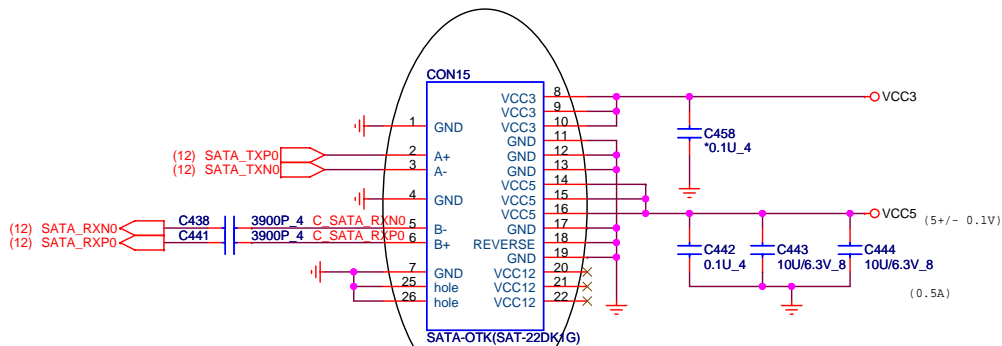 CON15
1 GND
(12) SATA_TXP0 2 A+
(12) SATA_TXN0 3 A-
4 GND
(12) SATA_RXN0 C438 3900P_4 C_SATA_RXN0 5 B-
(12) SATA_RXP0 C441 3900P_4 C_SATA_RXP0 6 B+
7 GND
25 hole
26 hole
VCC3 8
VCC3 9
VCC3 10
GND 11
GND 12
GND 13
VCC5 14
VCC5 15
VCC5 16
GND 17
REVERSE 18
GND 19
VCC12 20
VCC12 21
VCC12 22
SATA-OTK(SAT-22DK1G)
VCC3
C458
*0.1U_4
VCC5 (5+/- 0.1V)
C442
0.1U_4
C443
10U/6.3V_8
C444
10U/6.3V_8
(0.5A)